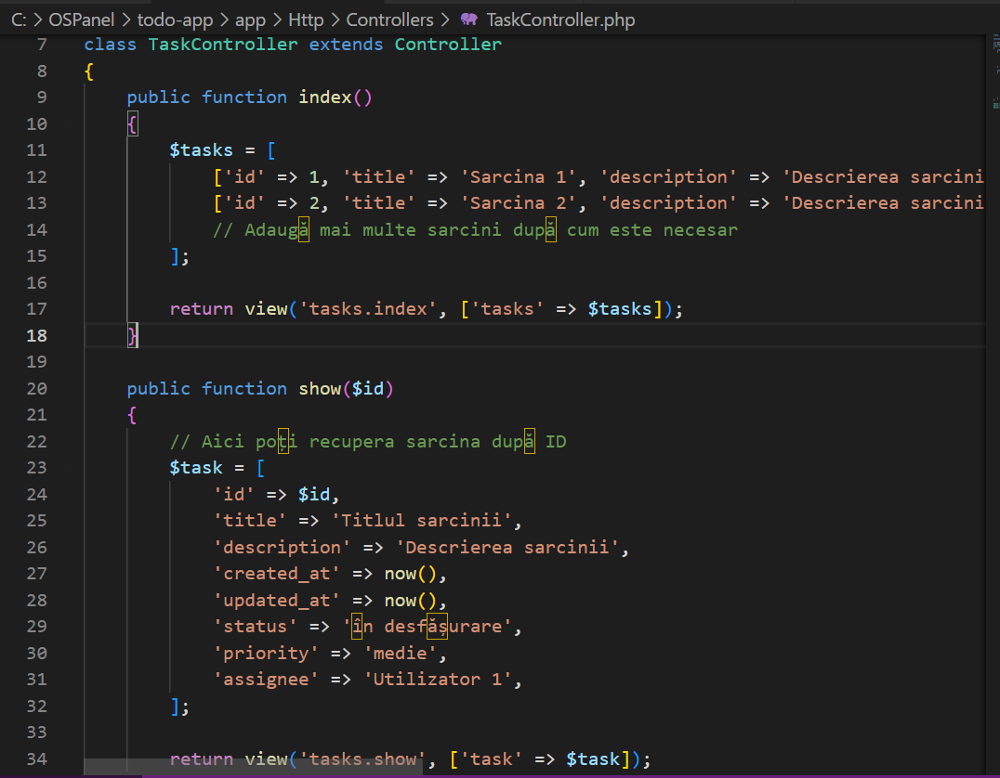 C: > OSPanel > todo-app > app > Http > Controllers > TaskController.php
7 class TaskController extends Controller
8 {
9 public function index()
10 {
11 $tasks = [
12 ['id' => 1, 'title' => 'Sarcina 1', 'description' => 'Descrierea sarcini
13 ['id' => 2, 'title' => 'Sarcina 2', 'description' => 'Descrierea sarcini
14 // Adaugă mai multe sarcini după cum este necesar
15 ];
16
17 return view('tasks.index', ['tasks' => $tasks]);
18 }
19
20 public function show($id)
21 {
22 // Aici poți recupera sarcina după ID
23 $task = [
24 'id' => $id,
25 'title' => 'Titlul sarcinii',
26 'description' => 'Descrierea sarcinii',
27 'created_at' => now(),
28 'updated_at' => now(),
29 'status' => 'în desfășurare',
30 'priority' => 'medie',
31 'assignee' => 'Utilizator 1',
32 ];
33
34 return view('tasks.show', ['task' => $task]);